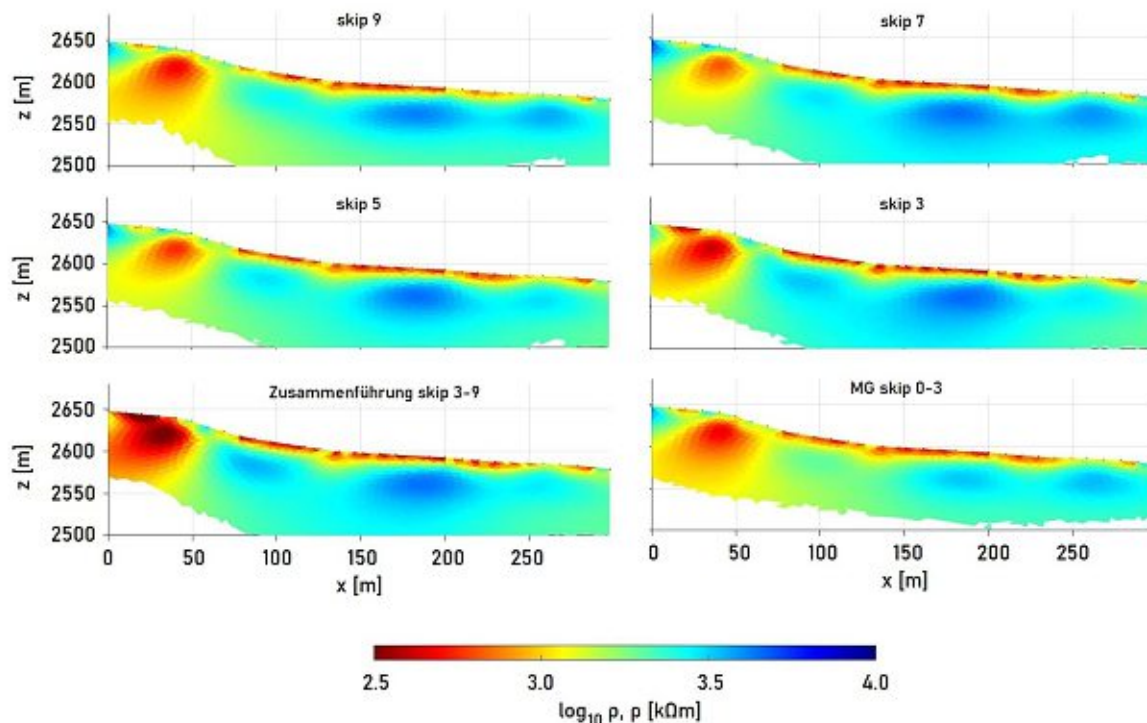 skip 9
skip 7
z [m]
2650
2600
2550
2500
skip 5
skip 3
z [m]
2650
2600
2550
2500
Zusammenführung skip 3-9
MG skip 0-3
z [m]
2650
2600
2550
2500
0 50 100 150 200 250
0 50 100 150 200 250
x [m]
x [m]
2.5 3.0 3.5 4.0
log₁₀ ρ, ρ [kΩm]